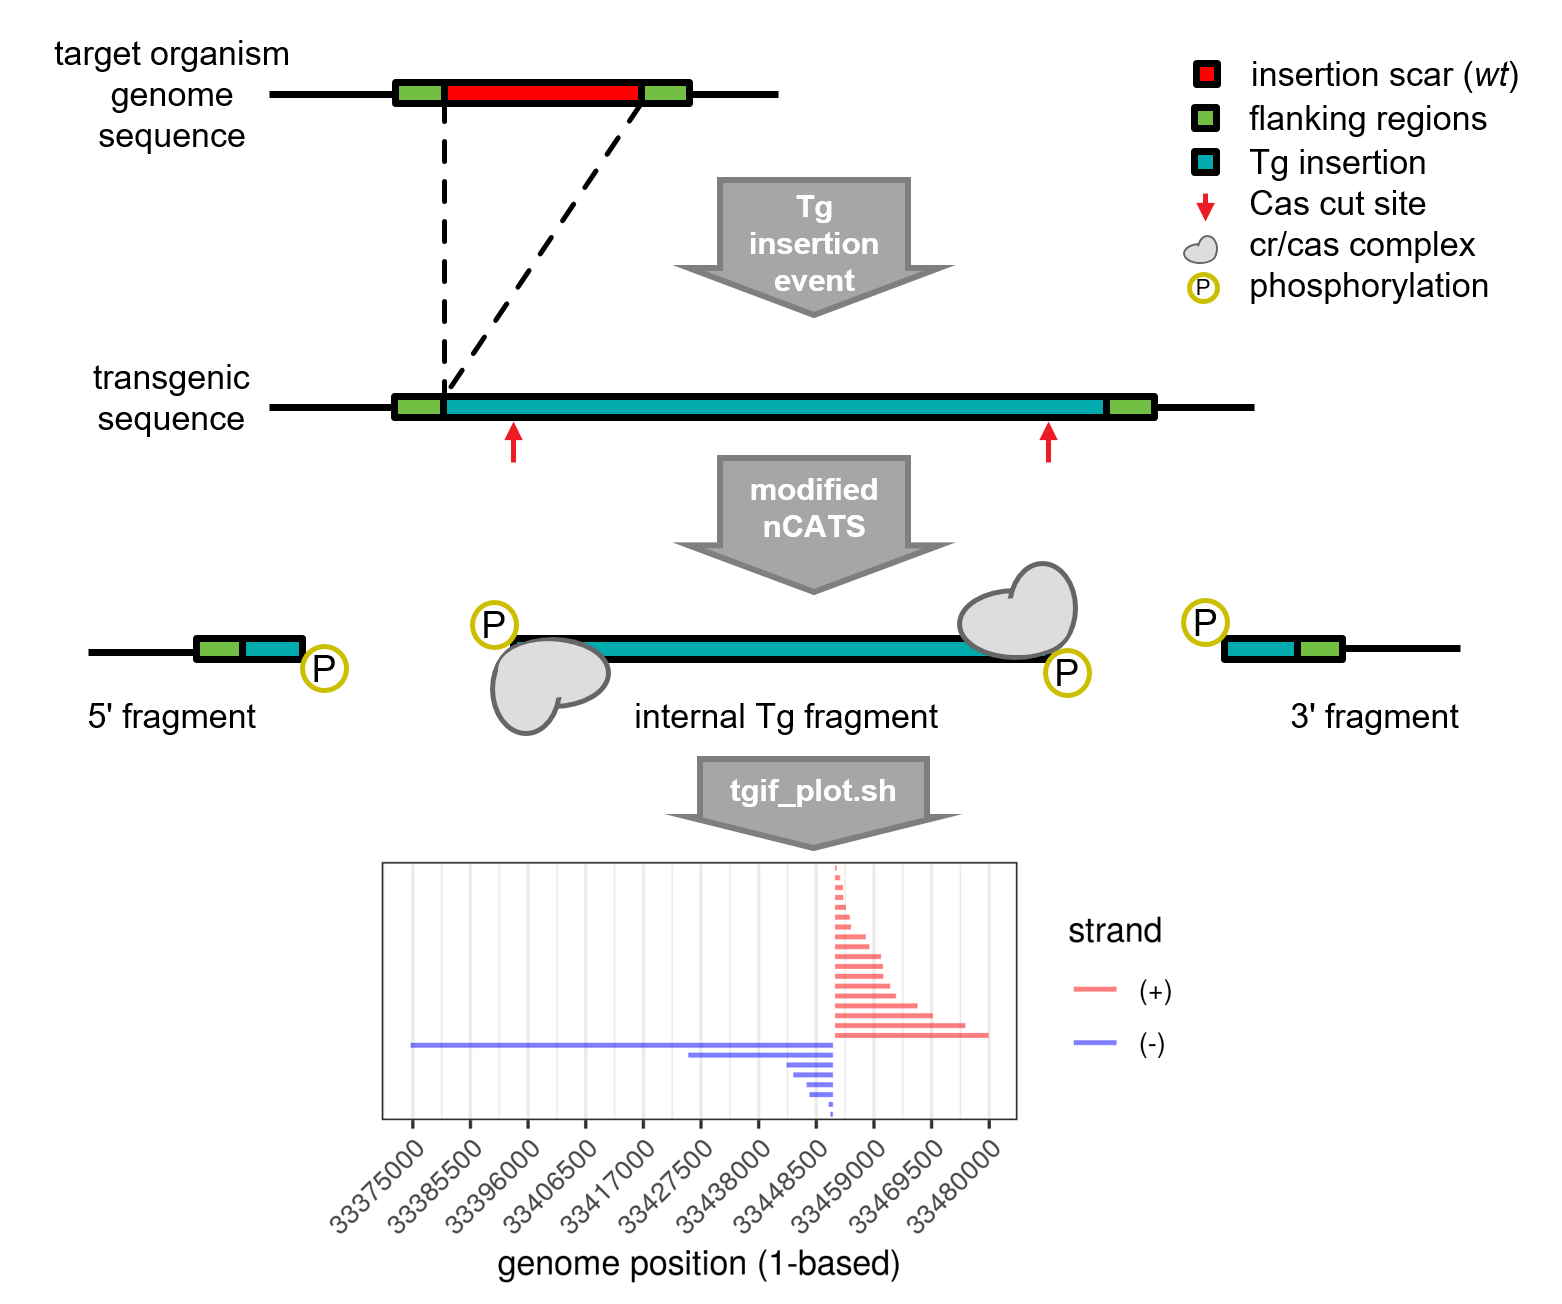 target organism
genome
sequence
insertion scar (wt)
flanking regions
Tg insertion
Cas cut site
cr/cas complex
P
phosphorylation
Tg
insertion
event
transgenic
sequence
modified
nCATS
P
P
P
P
5' fragment
internal Tg fragment
3' fragment
tgif_plot.sh
strand
(+)
(-)
33375000
33385500
33396000
33406500
33417000
33427500
33438000
33448500
33459000
33469500
33480000
genome position (1-based)